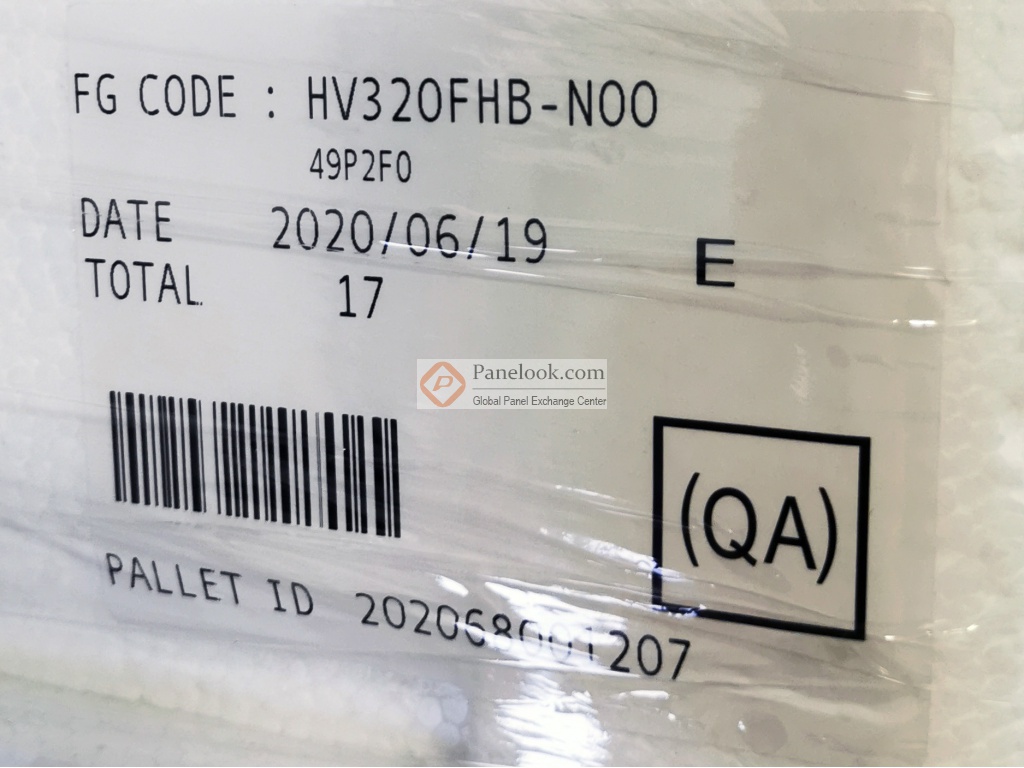 FG CODE : HV320FHB-N00
49P2F0
DATE 2020/06/19
E
TOTAL 17
Panelook.com
Global Panel Exchange Center
(QA)
PALLET ID 202068001207